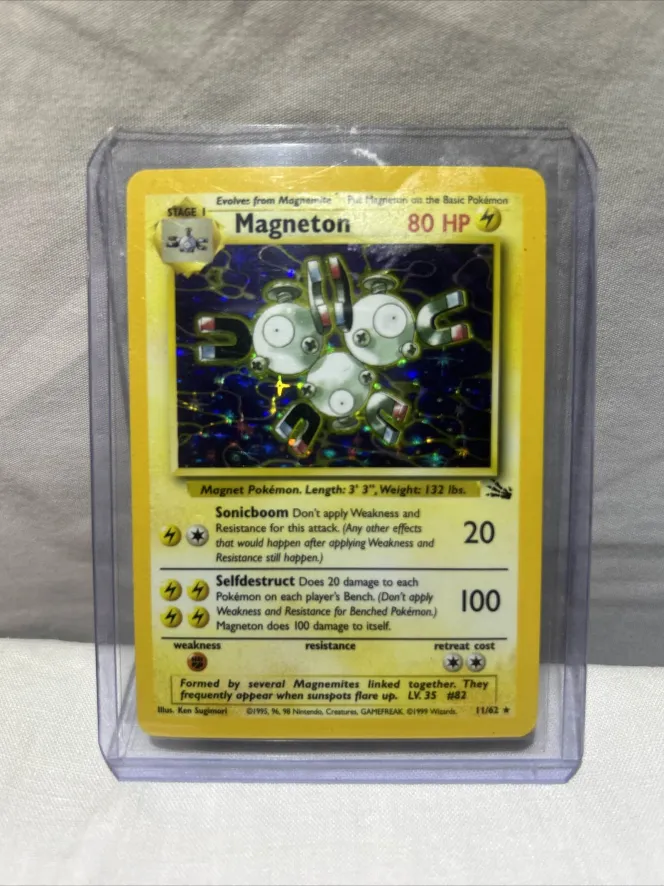 Evolves from Magnemite Put Magneton on the Basic Pokémon
STAGE 1
Magneton 80 HP
Magnet Pokémon. Length: 3' 3", Weight: 132 lbs.
Sonicboom Don't apply Weakness and
Resistance for this attack. (Any other effects
that would happen after applying Weakness and
Resistance still happen.)
20
Selfdestruct Does 20 damage to each
Pokémon on each player's Bench. (Don't apply
Weakness and Resistance for Benched Pokémon.)
Magneton does 100 damage to itself.
100
weakness resistance retreat cost
Formed by several Magnemites linked together. They
frequently appear when sunspots flare up. LV. 35 #82
Illus. Ken Sugimori ©1995, 96, 98 Nintendo, Creatures, GAMEFREAK. ©1999 Wizards. 11/62 ★